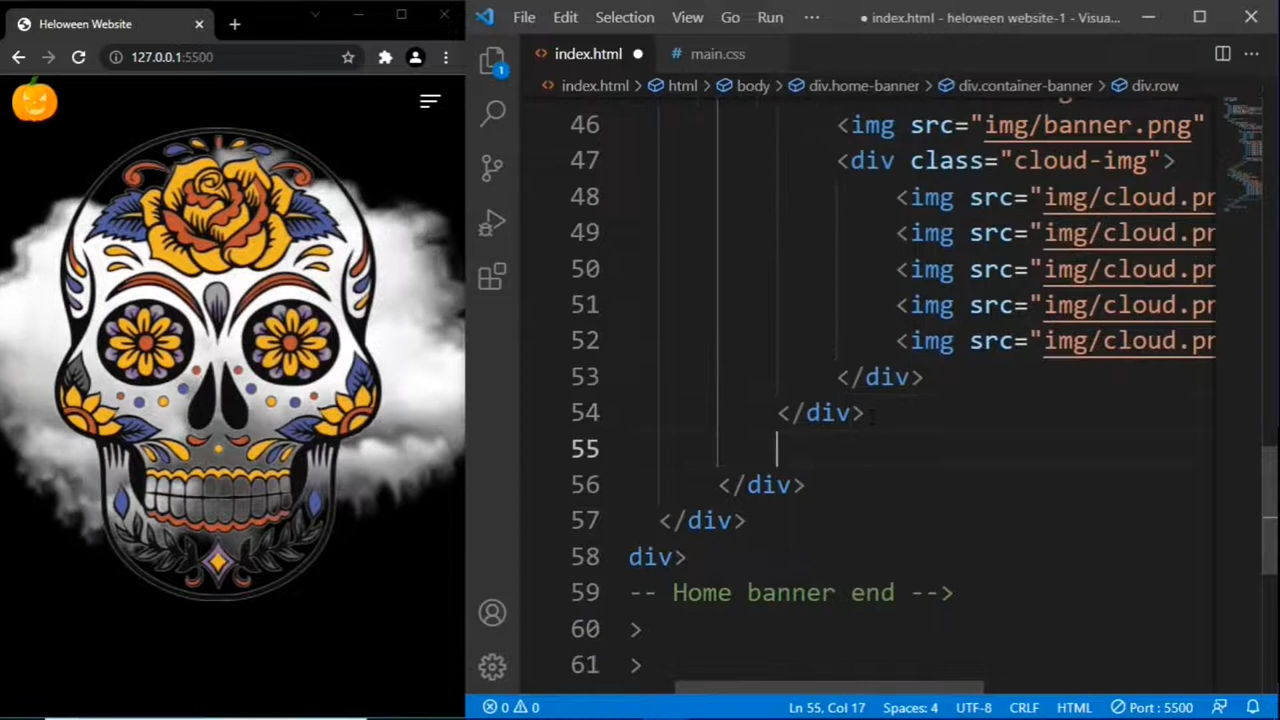 Heloween Website
127.0.0.1:5500
File Edit Selection View Go Run ··· ● index.html - heloween website-1 - Visua...
index.html ● # main.css
index.html > html > body > div.home-banner > div.container-banner > div.row
46 <img src="img/banner.png"
47 <div class="cloud-img">
48 <img src="img/cloud.pr
49 <img src="img/cloud.pr
50 <img src="img/cloud.pr
51 <img src="img/cloud.pr
52 <img src="img/cloud.pr
53 </div>
54 </div>
55
56 </div>
57 </div>
58 div>
59 -- Home banner end -->
60 >
61 >
1
0 0 Ln 55, Col 17 Spaces: 4 UTF-8 CRLF HTML Port : 5500